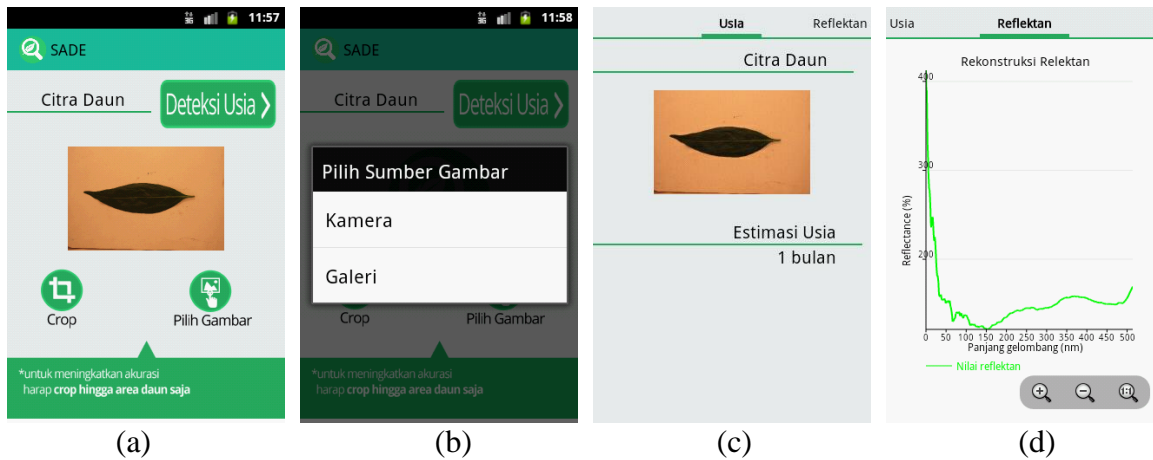 11:57
SADE
Citra Daun
Deteksi Usia
Crop
Pilih Gambar
*untuk meningkatkan akurasi
harap crop hingga area daun saja
(a)
11:58
SADE
Citra Daun
Deteksi Usia
Pilih Sumber Gambar
Kamera
Galeri
Crop
Pilih Gambar
*untuk meningkatkan akurasi
harap crop hingga area daun saja
(b)
Usia
Reflektan
Citra Daun
Estimasi Usia
1 bulan
(c)
Usia
Reflektan
Rekonstruksi Relektan
400
300
200
Reflectance (%)
0 50 100 150 200 250 300 350 400 450 500
Panjang gelombang (nm)
Nilai reflektan
1:1
(d)